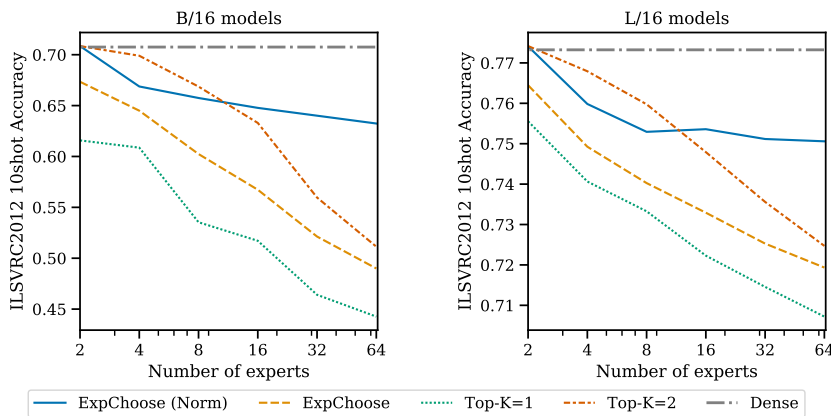 B/16 models
ILSVRC2012 10shot Accuracy
0.70
0.65
0.60
0.55
0.50
0.45
2 4 8 16 32 64
Number of experts
L/16 models
ILSVRC2012 10shot Accuracy
0.77
0.76
0.75
0.74
0.73
0.72
0.71
2 4 8 16 32 64
Number of experts
ExpChoose (Norm) ExpChoose Top-K=1 Top-K=2 Dense